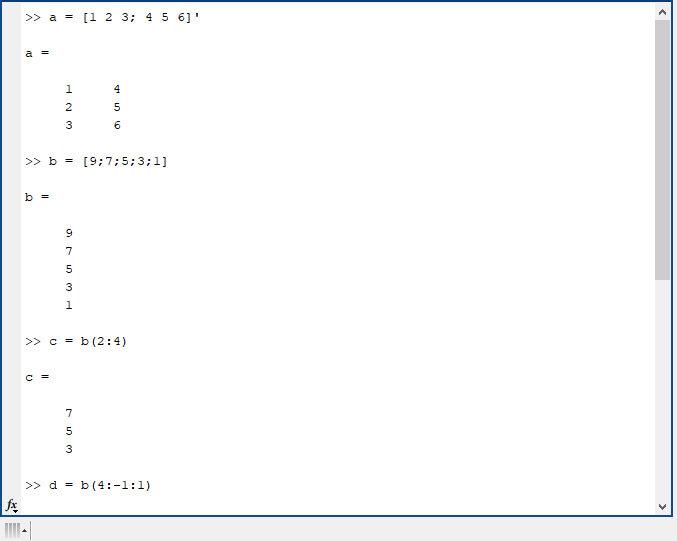 >> a = [1 2 3; 4 5 6]'
a =
1 4
2 5
3 6
>> b = [9;7;5;3;1]
b =
9
7
5
3
1
>> c = b(2:4)
c =
7
5
3
>> d = b(4:-1:1)
fx